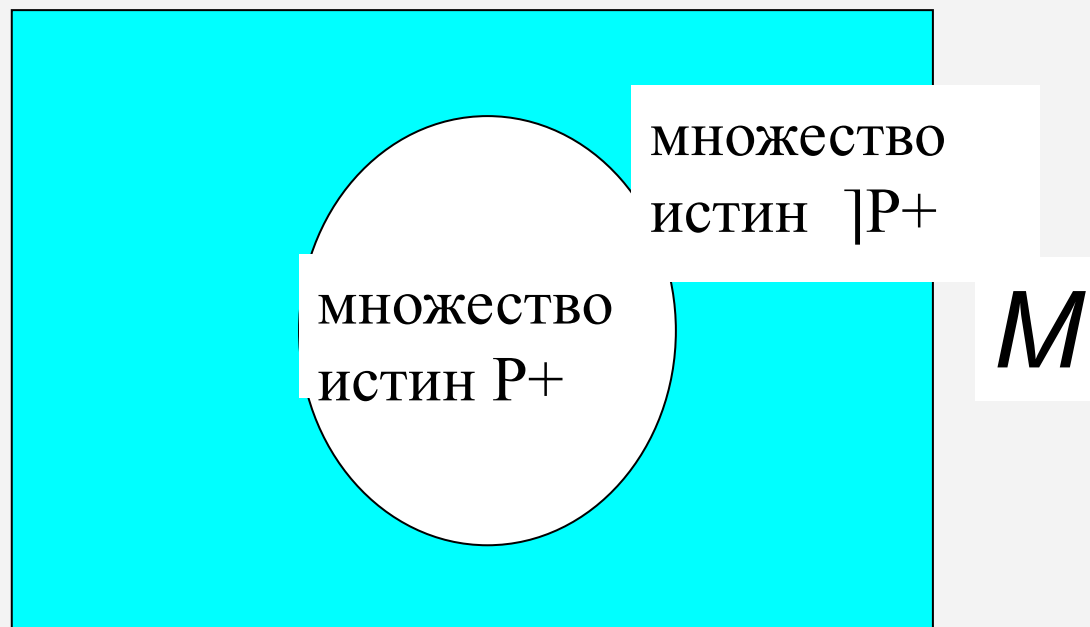 множество
истин ⌉P+
множество
истин P+
M